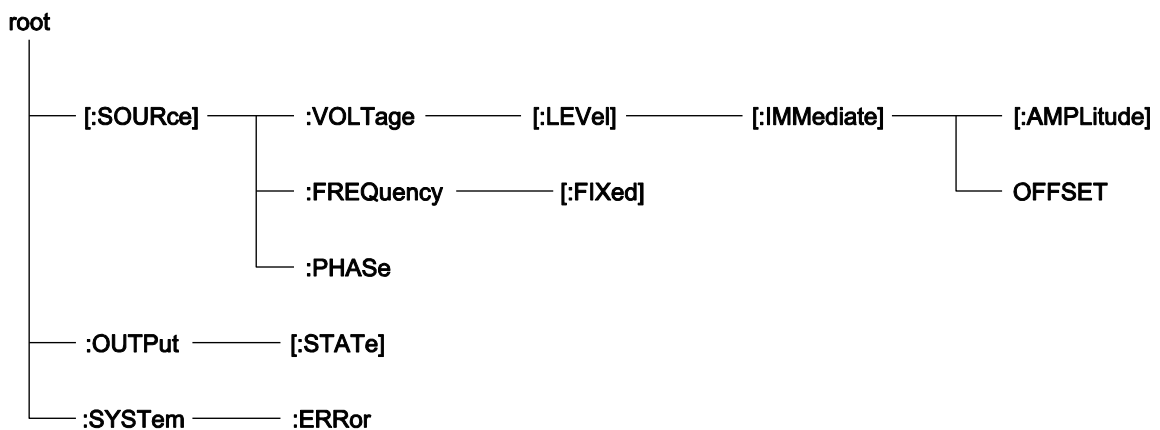 root
[:SOURce] :VOLTage [:LEVel] [:IMMediate] [:AMPLitude]
:FREQuency [:FIXed] OFFSET
:PHASe
:OUTPut [:STATe]
:SYSTem :ERRor